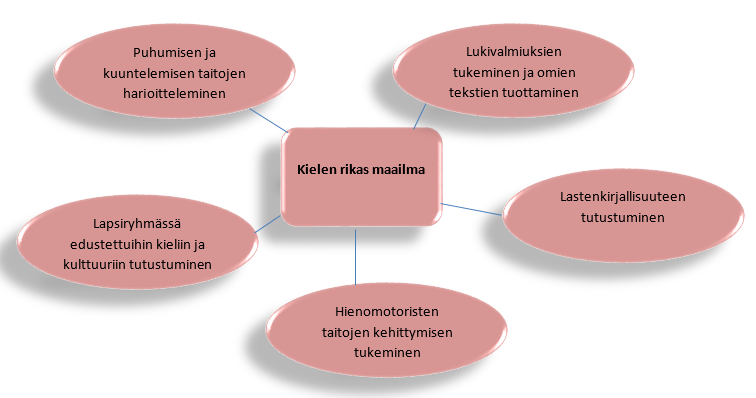 Puhumisen ja
kuuntelemisen taitojen
harioitteleminen
Lukivalmiuksien
tukeminen ja omien
tekstien tuottaminen
Kielen rikas maailma
Lastenkirjallisuuteen
tutustuminen
Lapsiryhmässä
edustettuihin kieliin ja
kulttuuriin tutustuminen
Hienomotoristen
taitojen kehittymisen
tukeminen